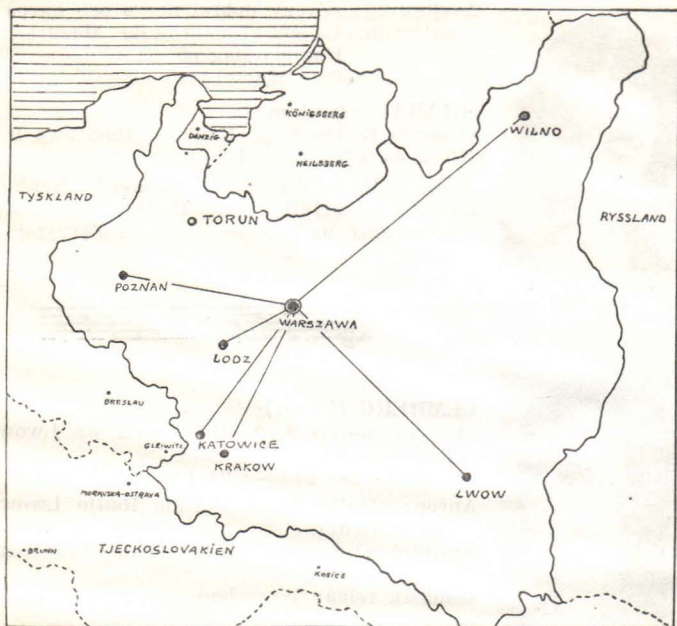 KÖNIGSBERG
WILNO
DANZIG
HEILSBERG
TYSKLAND
TORUN
RYSSLAND
POZNAN
WARSZAWA
LODZ
BRESLAU
GLEIWITZ
KATOWICE
KRAKOW
LWOW
MORAVSKA-OSTRAVA
BRUNN
TJECKOSLOVAKIEN
KOSICE